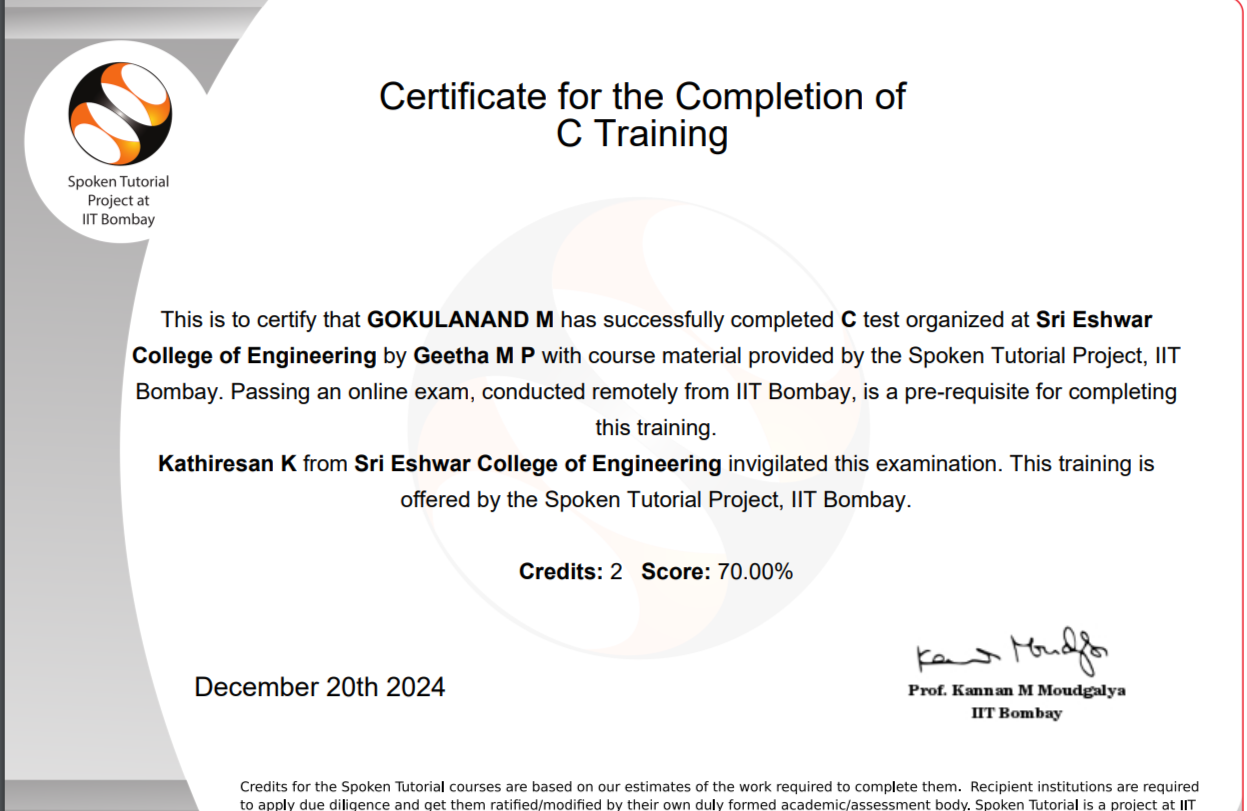 Certificate for the Completion of
C Training
Spoken Tutorial
Project at
IIT Bombay
This is to certify that GOKULANAND M has successfully completed C test organized at Sri Eshwar
College of Engineering by Geetha M P with course material provided by the Spoken Tutorial Project, IIT
Bombay. Passing an online exam, conducted remotely from IIT Bombay, is a pre-requisite for completing
this training.
Kathiresan K from Sri Eshwar College of Engineering invigilated this examination. This training is
offered by the Spoken Tutorial Project, IIT Bombay.
Credits: 2 Score: 70.00%
December 20th 2024
Prof. Kannan M Moudgalya
IIT Bombay
Credits for the Spoken Tutorial courses are based on our estimates of the work required to complete them. Recipient institutions are required
to apply due diligence and get them ratified/modified by their own duly formed academic/assessment body. Spoken Tutorial is a project at IIT